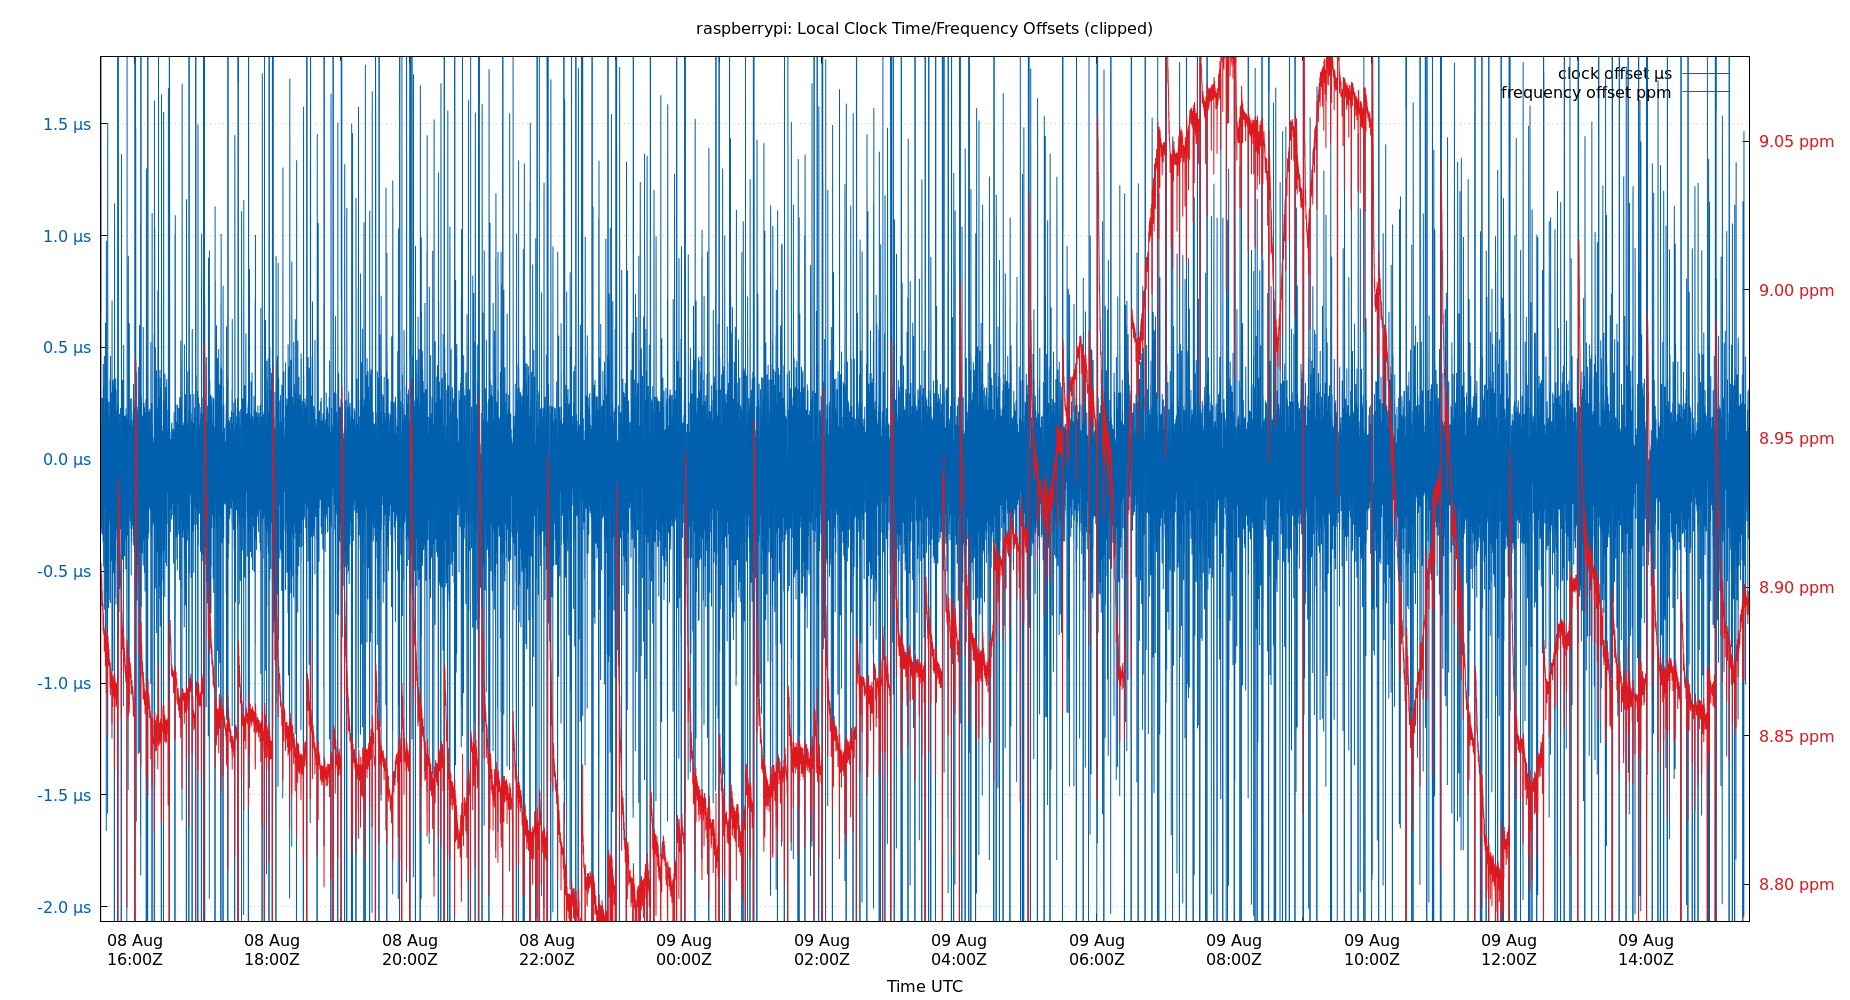 raspberrypi: Local Clock Time/Frequency Offsets (clipped)
clock offset µs
frequency offset ppm
1.5 µs
1.0 µs
0.5 µs
0.0 µs
-0.5 µs
-1.0 µs
-1.5 µs
-2.0 µs
9.05 ppm
9.00 ppm
8.95 ppm
8.90 ppm
8.85 ppm
8.80 ppm
08 Aug
16:00Z
08 Aug
18:00Z
08 Aug
20:00Z
08 Aug
22:00Z
09 Aug
00:00Z
09 Aug
02:00Z
09 Aug
04:00Z
09 Aug
06:00Z
09 Aug
08:00Z
09 Aug
10:00Z
09 Aug
12:00Z
09 Aug
14:00Z
Time UTC